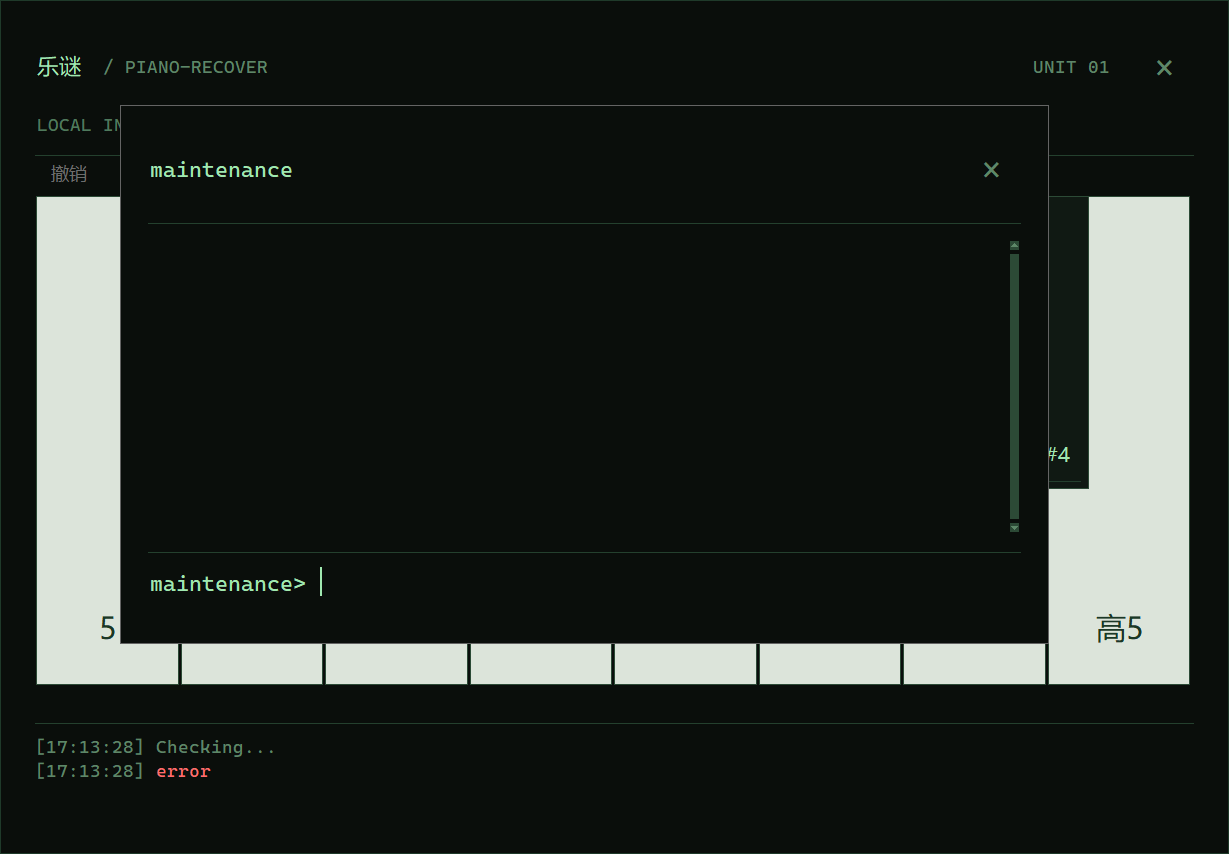 乐谜 / PIANO-RECOVER UNIT 01 ×
LOCAL
撤销
maintenance ×
#4
maintenance>
5 高5
[17:13:28] Checking...
[17:13:28] error